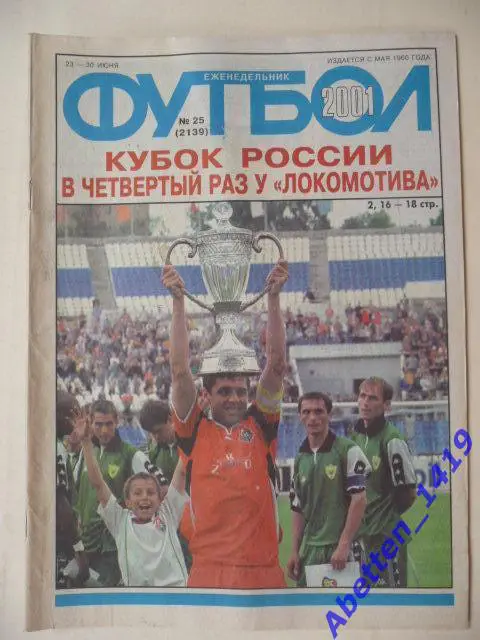 23 — 30 ИЮНЯ
ИЗДАЕТСЯ С МАЯ 1960 ГОДА
ЕЖЕНЕДЕЛЬНИК
ФУТБОЛ
2001
№ 25
(2139)
КУБОК РОССИИ
В ЧЕТВЕРТЫЙ РАЗ У «ЛОКОМОТИВА»
2, 16 — 18 стр.
Abetten_1419